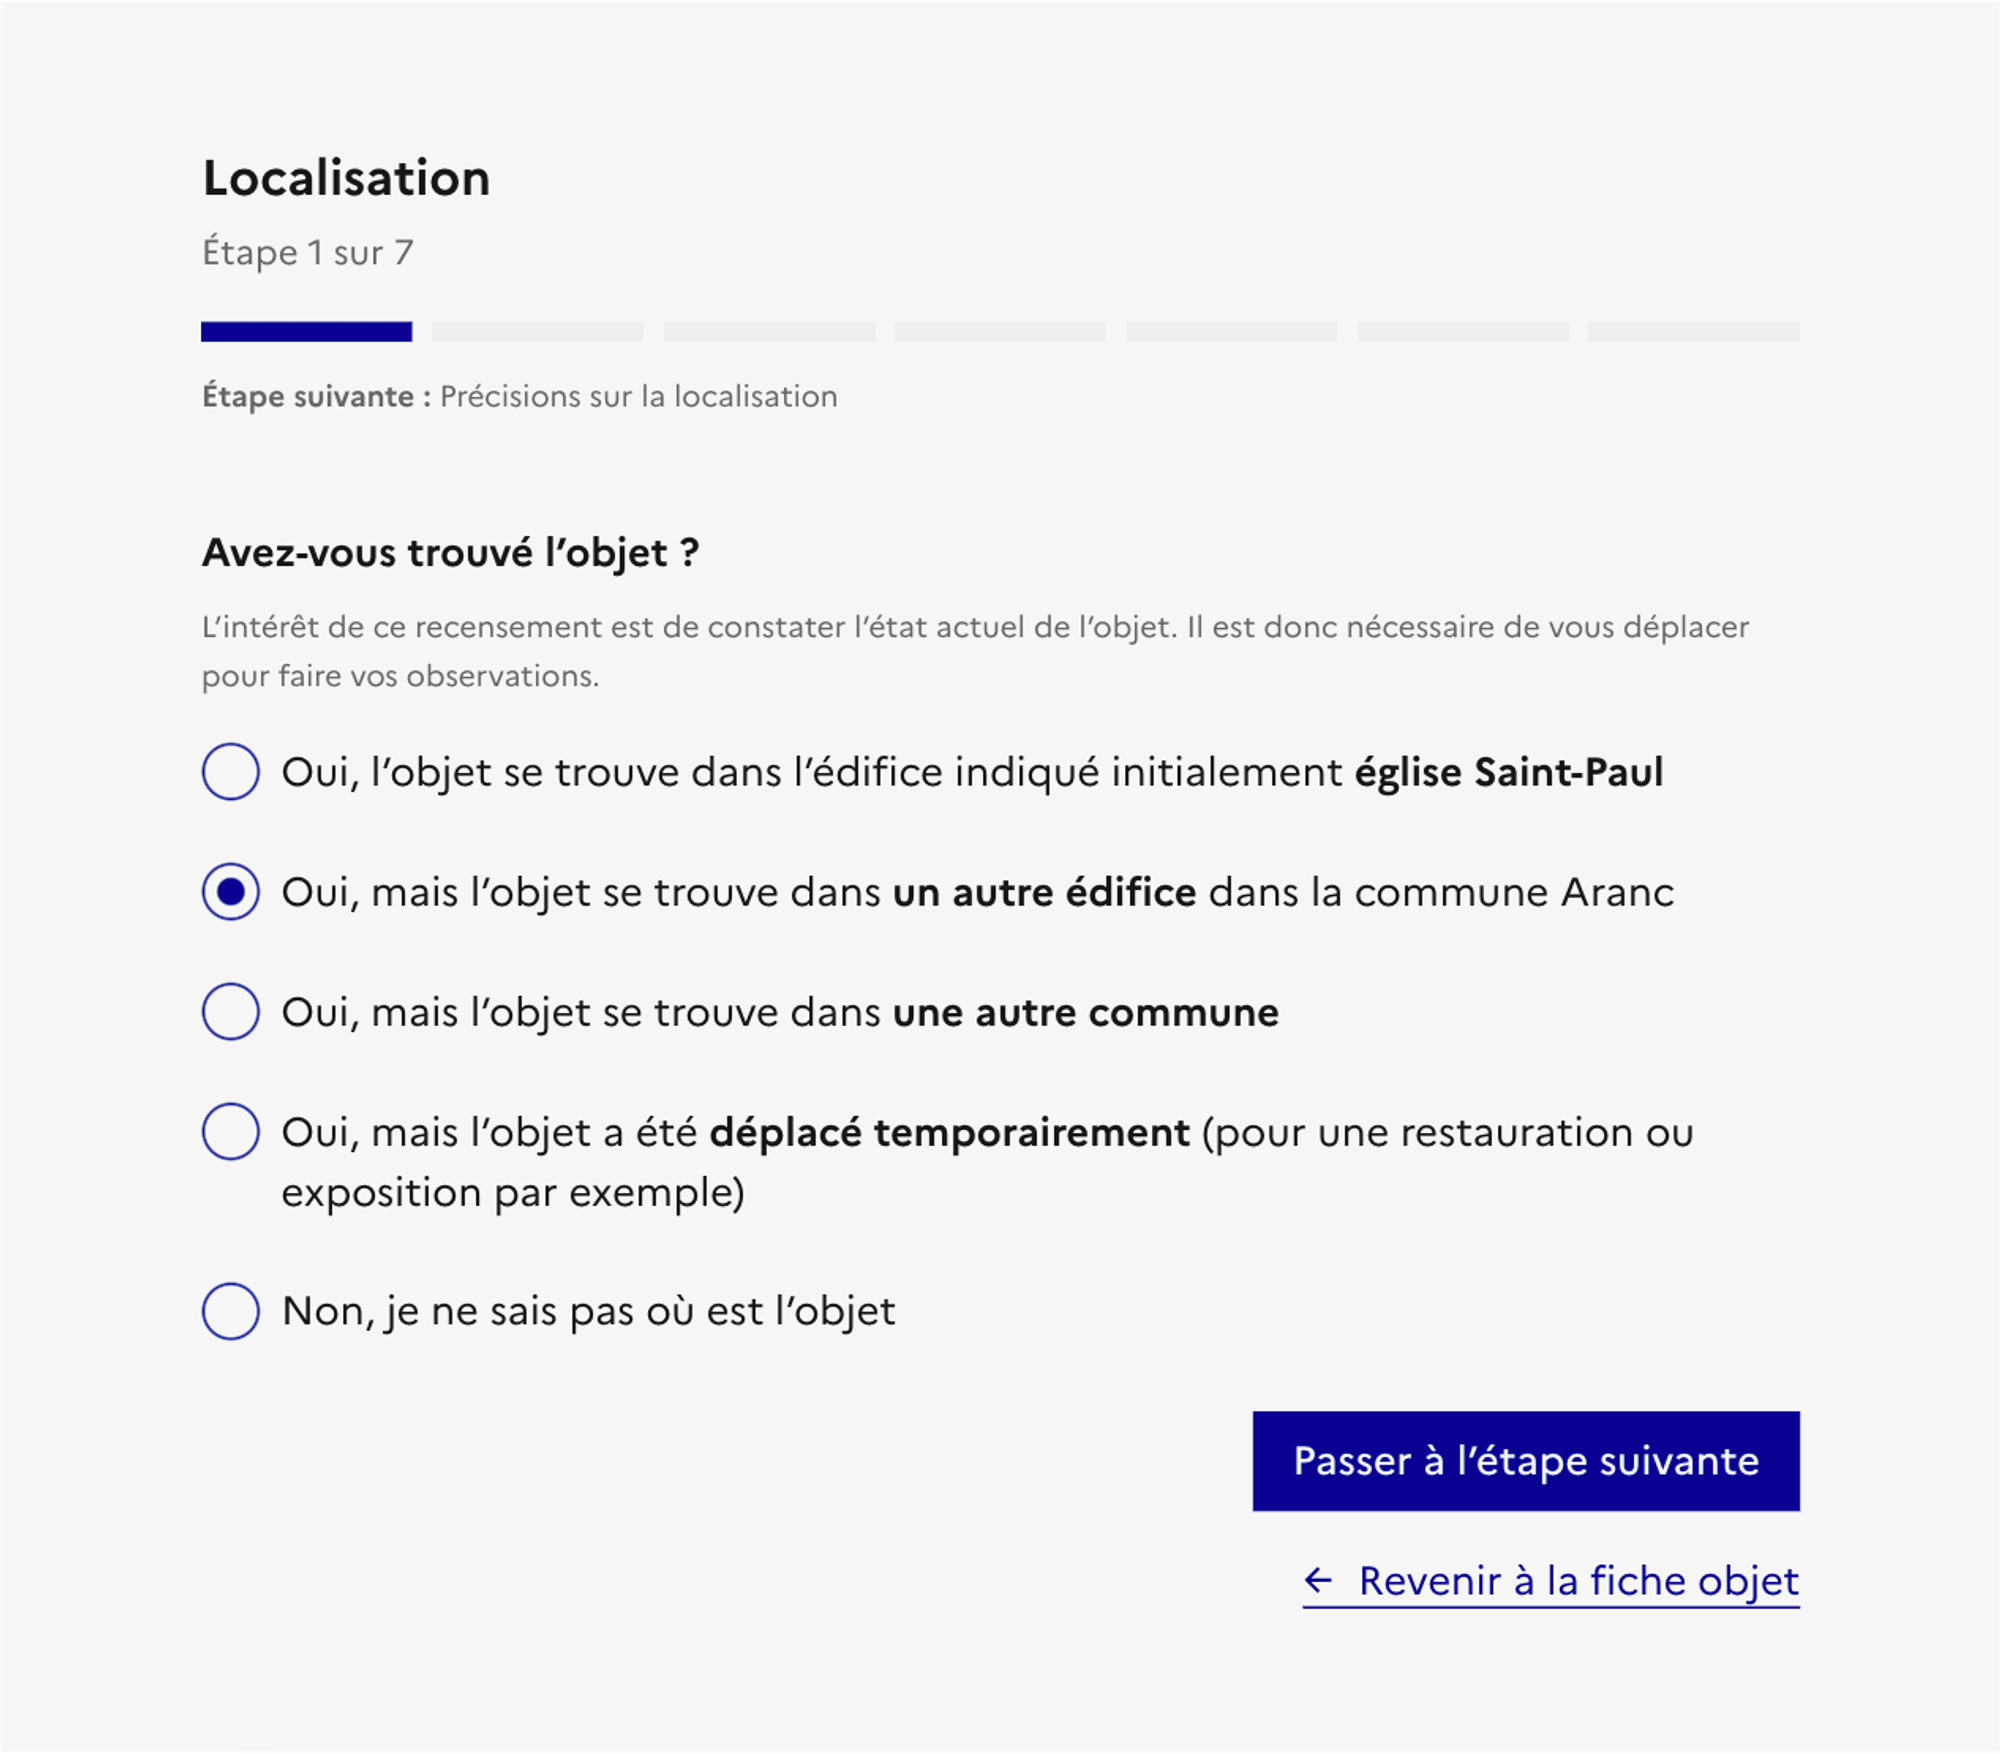 Localisation
Étape 1 sur 7
Étape suivante : Précisions sur la localisation
Avez-vous trouvé l’objet ?
L’intérêt de ce recensement est de constater l’état actuel de l’objet. Il est donc nécessaire de vous déplacer
pour faire vos observations.
Oui, l’objet se trouve dans l’édifice indiqué initialement église Saint-Paul
Oui, mais l’objet se trouve dans un autre édifice dans la commune Aranc
Oui, mais l’objet se trouve dans une autre commune
Oui, mais l’objet a été déplacé temporairement (pour une restauration ou
exposition par exemple)
Non, je ne sais pas où est l’objet
Passer à l’étape suivante
← Revenir à la fiche objet